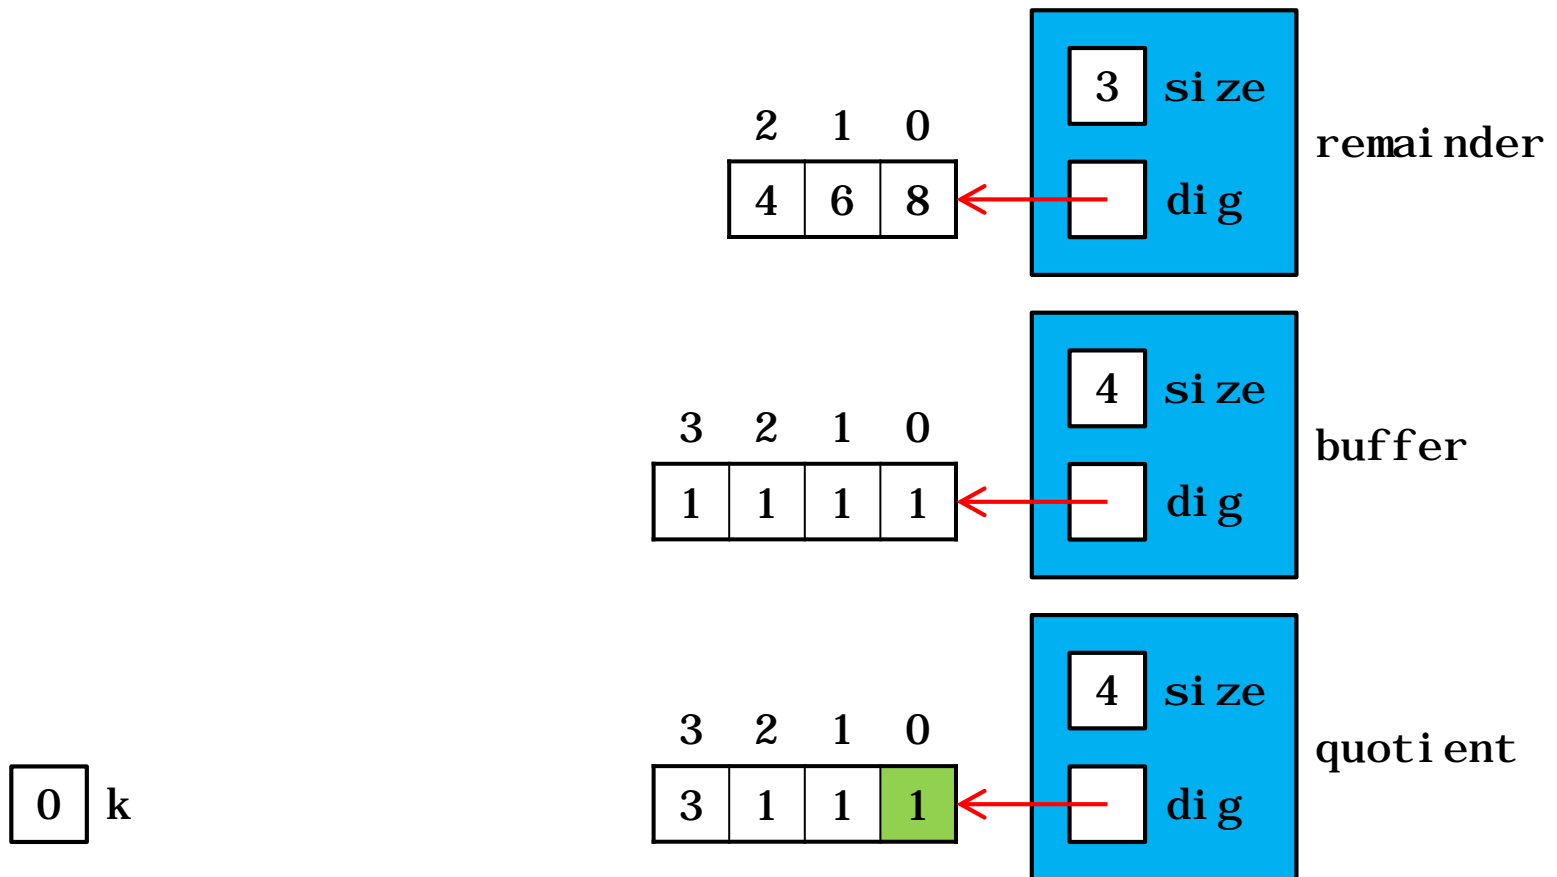 3 size
2 1 0
remainder
4 6 8 dig
4 size
3 2 1 0
buffer
1 1 1 1 dig
4 size
3 2 1 0
quotient
0 k 3 1 1 1 dig